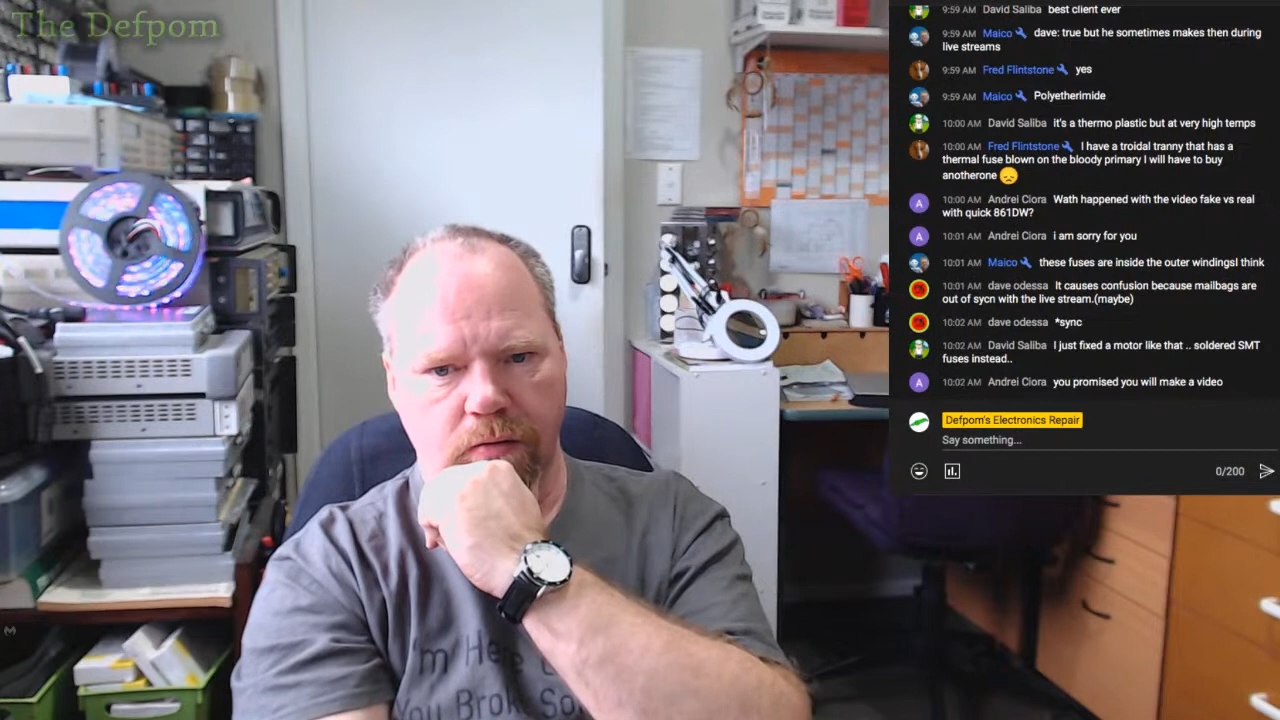 The Defpom
9:59 AM David Saliba best client ever
9:59 AM Maico dave: true but he sometimes makes then during
live streams
9:59 AM Fred Flintstone yes
9:59 AM Maico Polyetherimide
10:00 AM David Saliba it's a thermo plastic but at very high temps
10:00 AM Fred Flintstone I have a troidal tranny that has a
thermal fuse blown on the bloody primary I will have to buy
anotherone 😞
10:00 AM Andrei Ciora Wath happened with the video fake vs real
with quick 861DW?
10:01 AM Andrei Ciora i am sorry for you
10:01 AM Maico these fuses are inside the outer windingsI think
10:01 AM dave odessa It causes confusion because mailbags are
out of sycn with the live stream.(maybe)
10:02 AM dave odessa *sync
10:02 AM David Saliba I just fixed a motor like that .. soldered SMT
fuses instead..
10:02 AM Andrei Ciora you promised you will make a video
Defpom's Electronics Repair
Say something...
0/200
'm Here
You Broke So